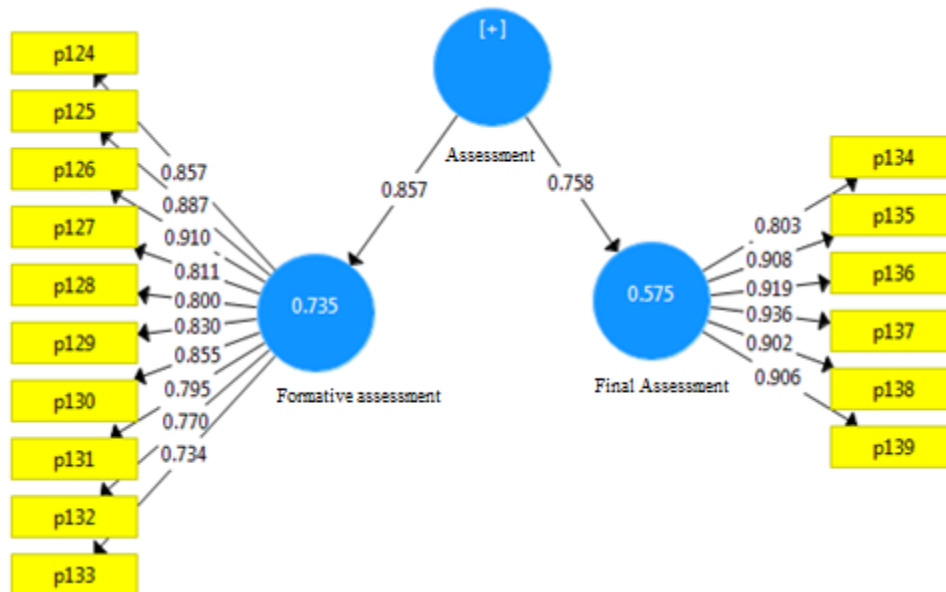 [+]
Assessment
0.857
0.758
p124
p125
p126
p127
p128
p129
p130
p131
p132
p133
0.857
0.887
0.910
0.811
0.800
0.830
0.855
0.795
0.770
0.734
0.735
Formative assessment
0.575
Final Assessment
0.803
0.908
0.919
0.936
0.902
0.906
p134
p135
p136
p137
p138
p139